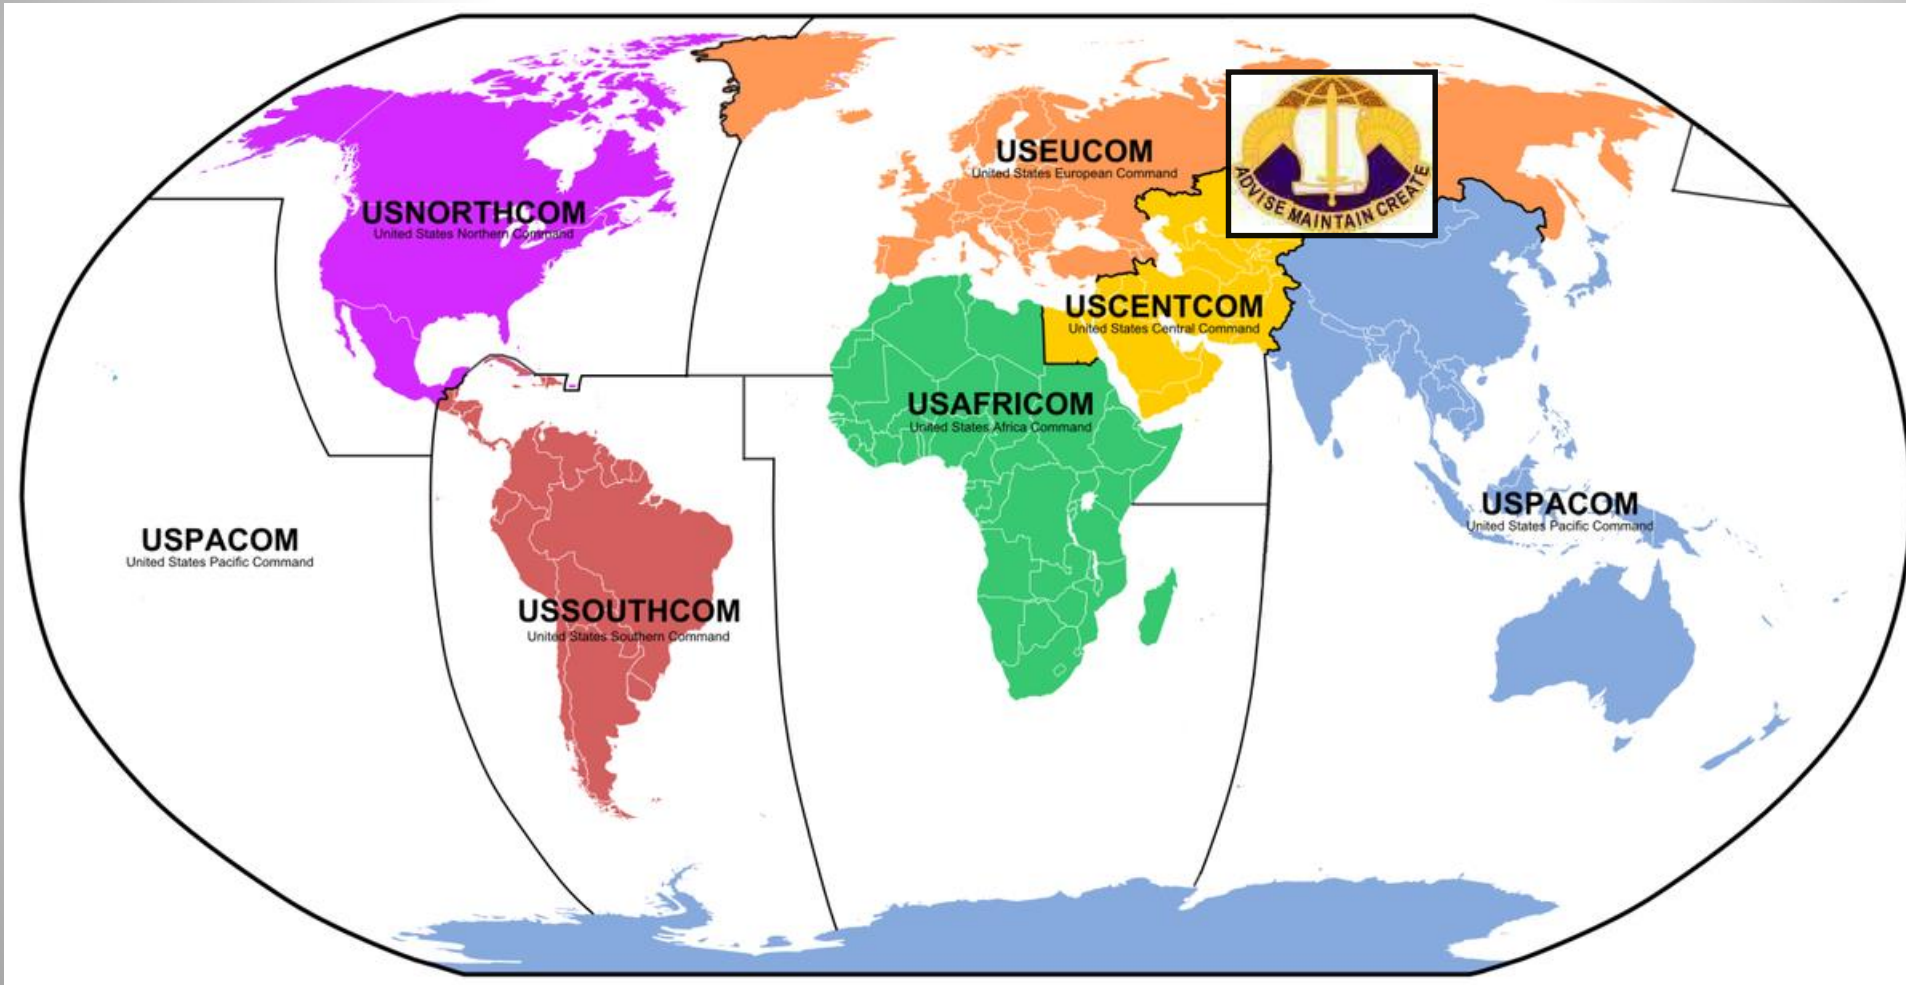 USEUCOM
United States European Command
ADVISE MAINTAIN CREATE
USNORTHCOM
United States Northern Command
USCENTCOM
United States Central Command
USAFRICOM
United States Africa Command
USPACOM
United States Pacific Command
USPACOM
United States Pacific Command
USSOUTHCOM
United States Southern Command